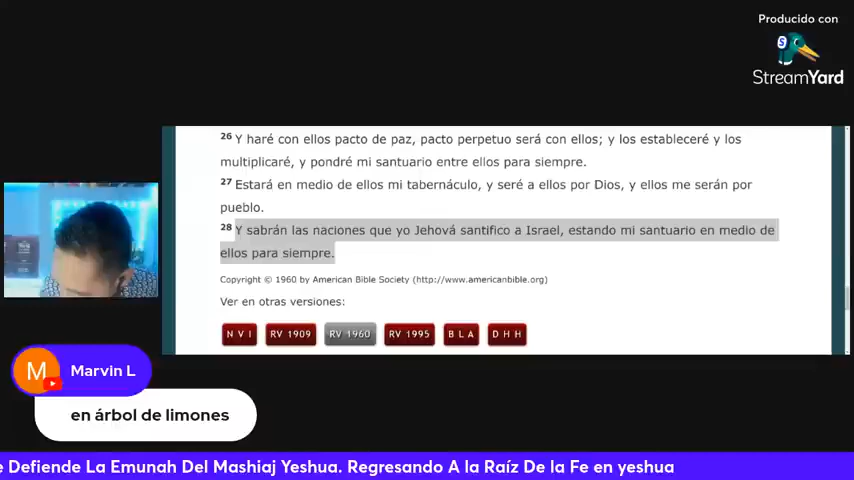 Producido con
StreamYard
26 Y haré con ellos pacto de paz, pacto perpetuo será con ellos; y los estableceré y los
multiplicaré, y pondré mi santuario entre ellos para siempre.
27 Estará en medio de ellos mi tabernáculo, y seré a ellos por Dios, y ellos me serán por
pueblo.
28 Y sabrán las naciones que yo Jehová santifico a Israel, estando mi santuario en medio de
ellos para siempre.
Copyright © 1960 by American Bible Society (http://www.americanbible.org)
Ver en otras versiones:
N V I RV 1909 RV 1960 RV 1995 B L A D H H
M Marvin L
en árbol de limones
e Defiende La Emunah Del Mashiaj Yeshua. Regresando A la Raíz De la Fe en yeshua